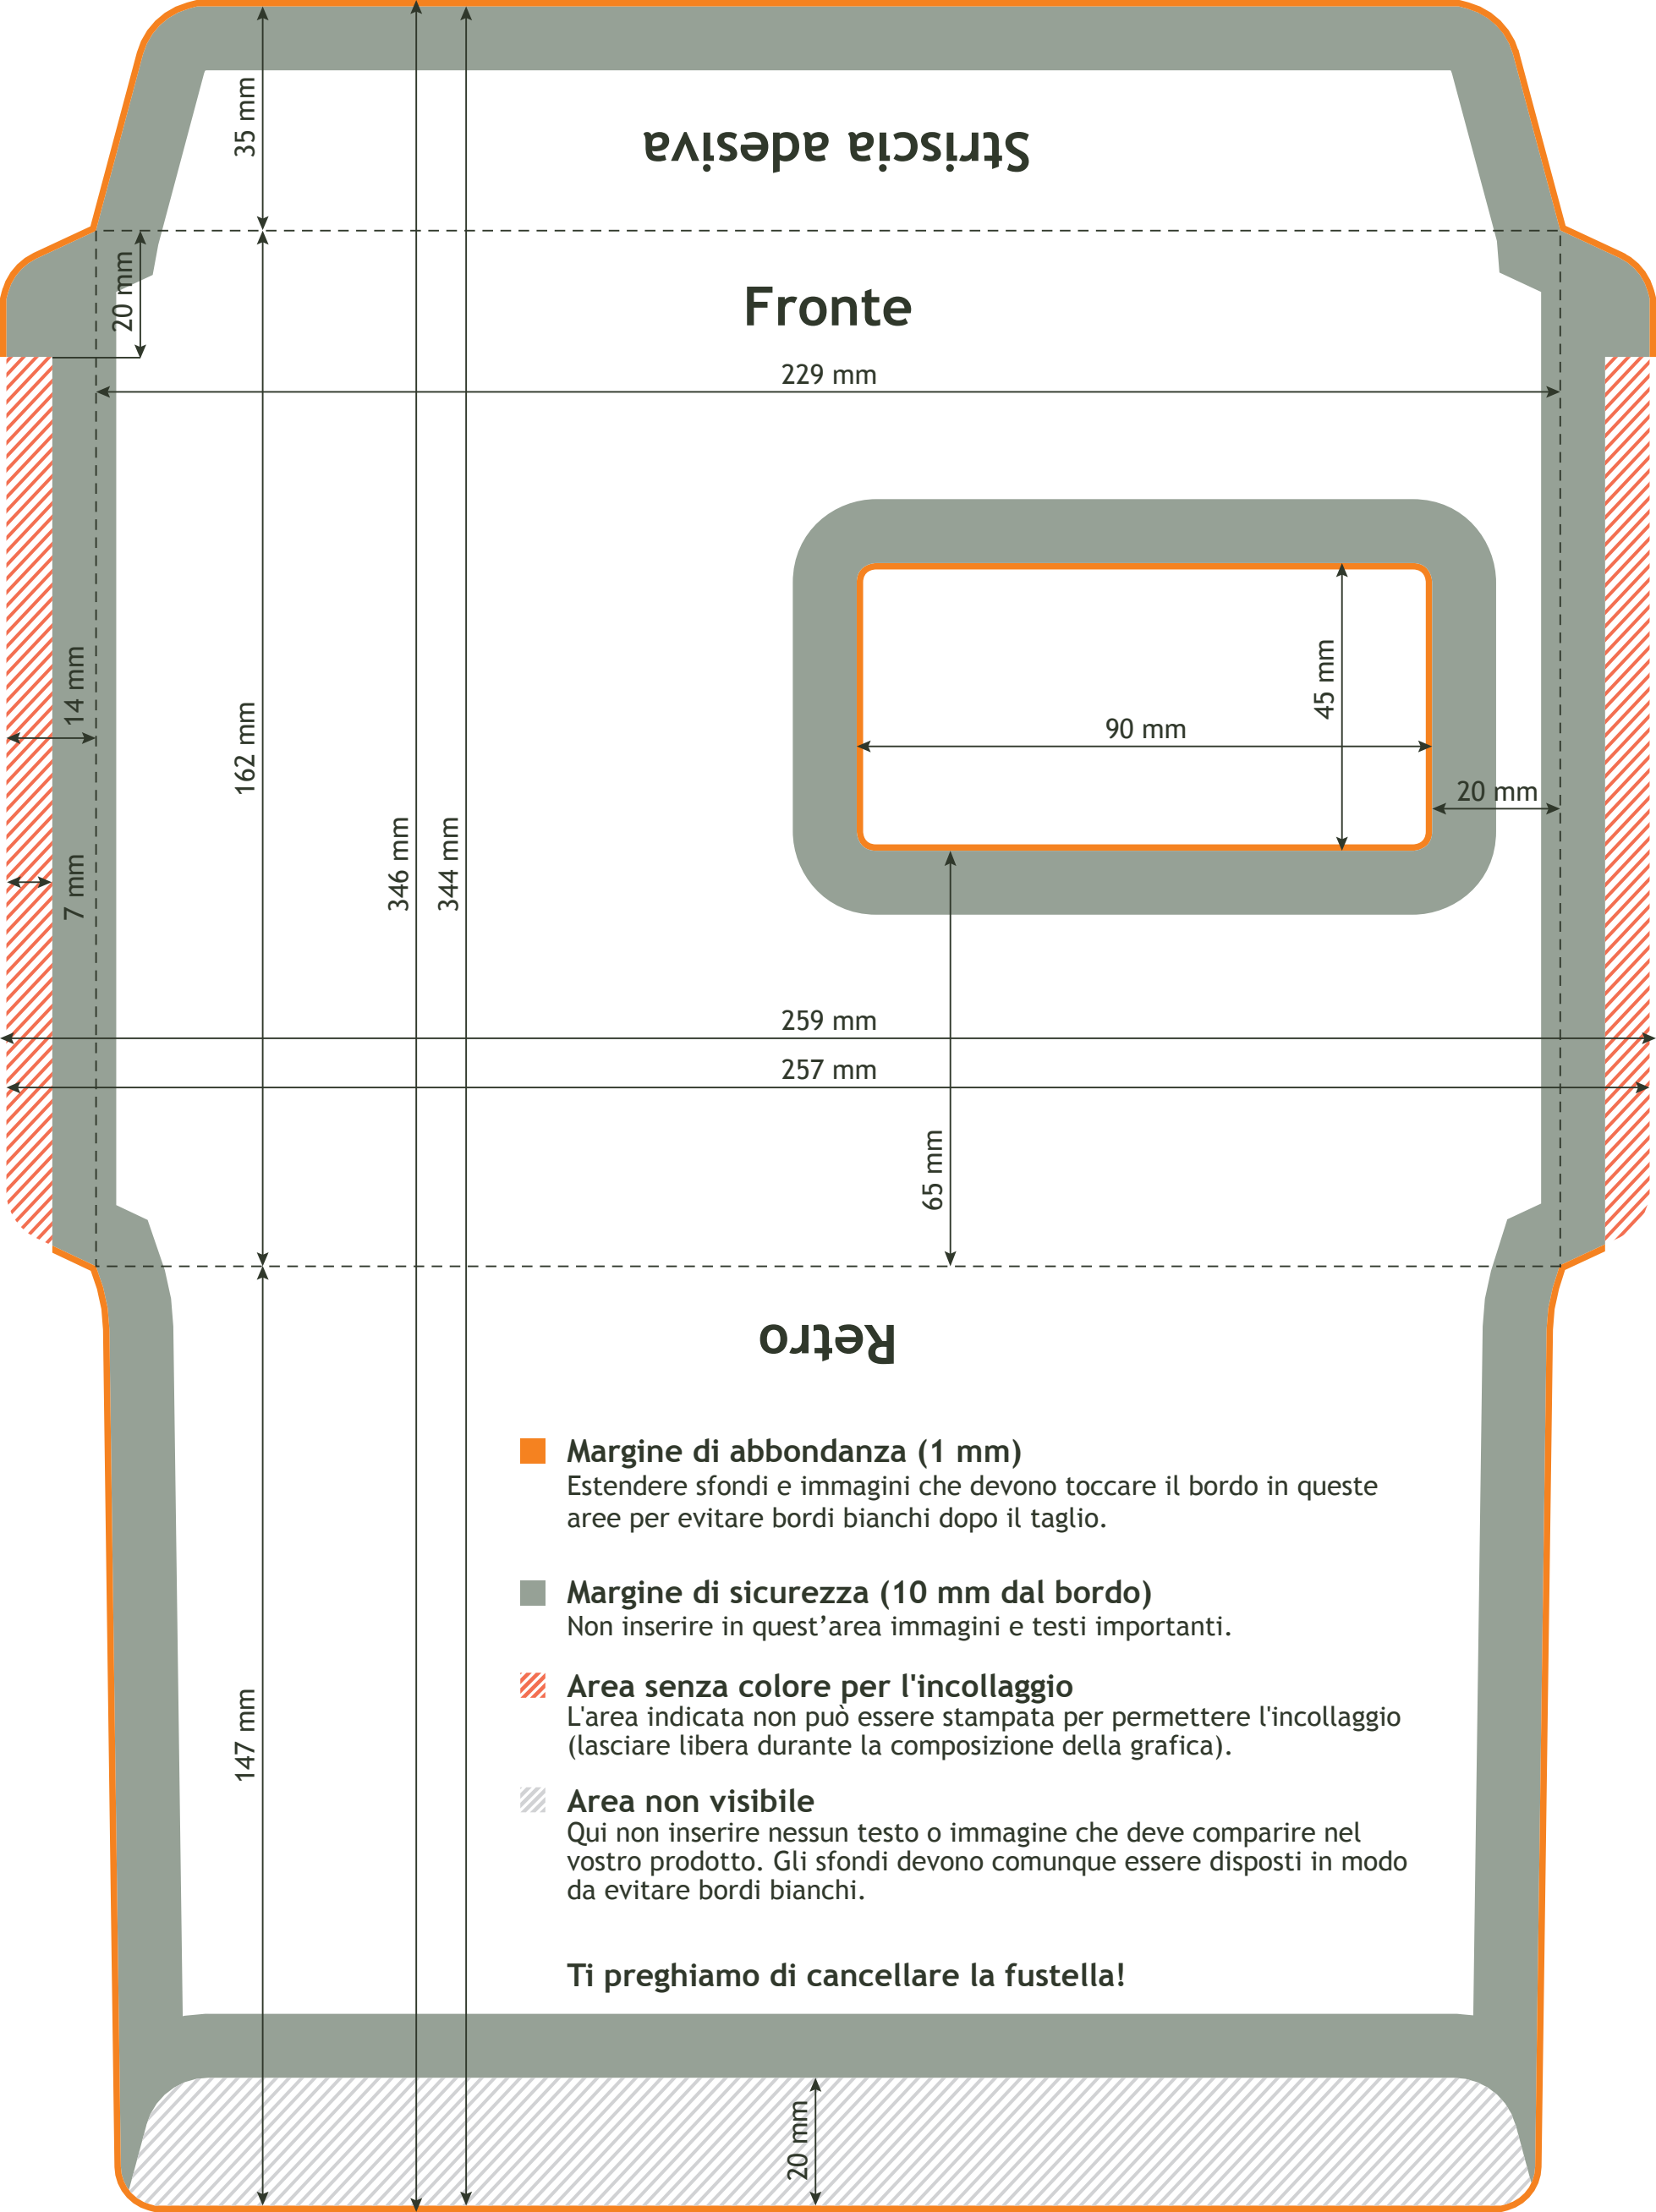 35 mm
Striscia adesiva
20 mm
Fronte
229 mm
14 mm
162 mm
45 mm
90 mm
20 mm
7 mm
346 mm
344 mm
259 mm
257 mm
65 mm
Retro
Margine di abbondanza (1 mm)
Estendere sfondi e immagini che devono toccare il bordo in queste
aree per evitare bordi bianchi dopo il taglio.
Margine di sicurezza (10 mm dal bordo)
Non inserire in quest’area immagini e testi importanti.
Area senza colore per l'incollaggio
L'area indicata non può essere stampata per permettere l'incollaggio
(lasciare libera durante la composizione della grafica).
147 mm
Area non visibile
Qui non inserire nessun testo o immagine che deve comparire nel
vostro prodotto. Gli sfondi devono comunque essere disposti in modo
da evitare bordi bianchi.
Ti preghiamo di cancellare la fustella!
20 mm